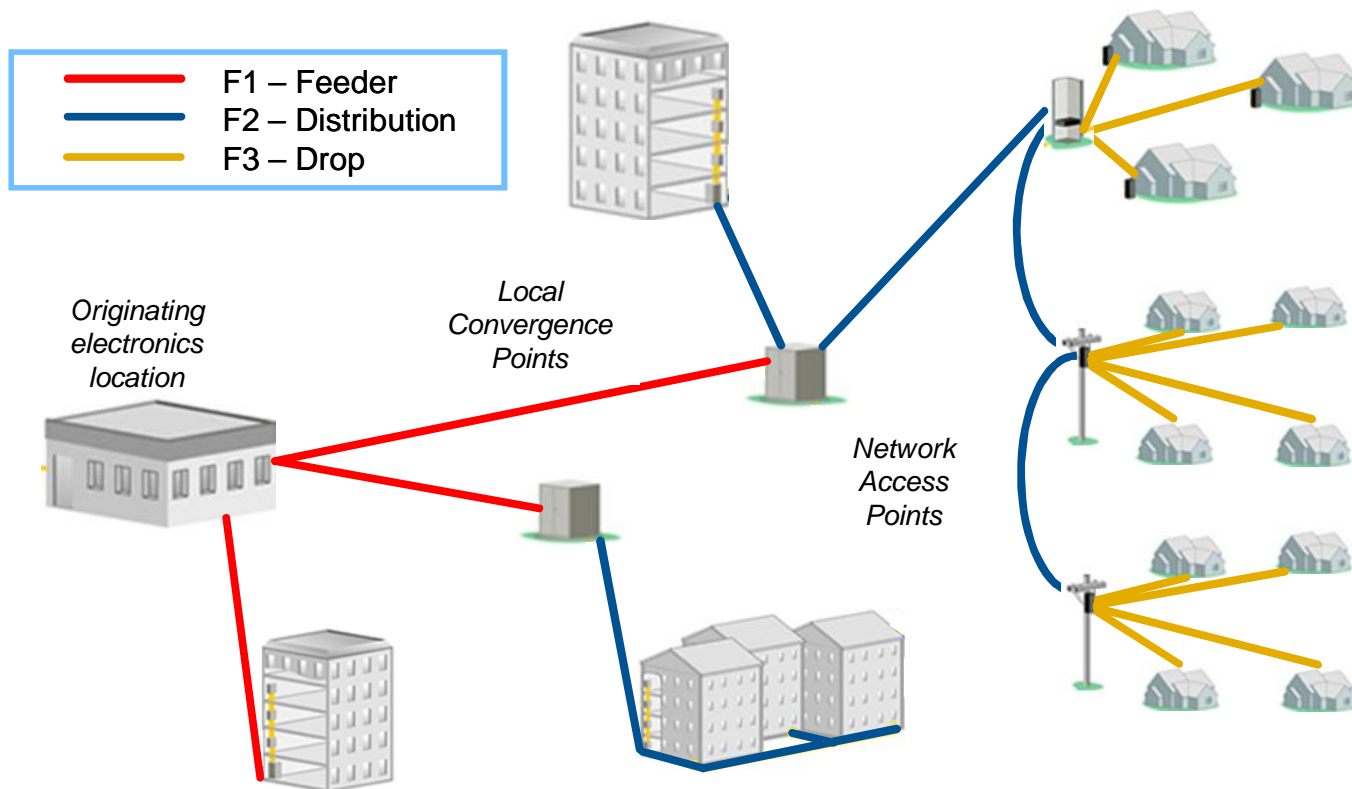 F1 – Feeder
F2 – Distribution
F3 – Drop
Originating
electronics
location
Local
Convergence
Points
Network
Access
Points